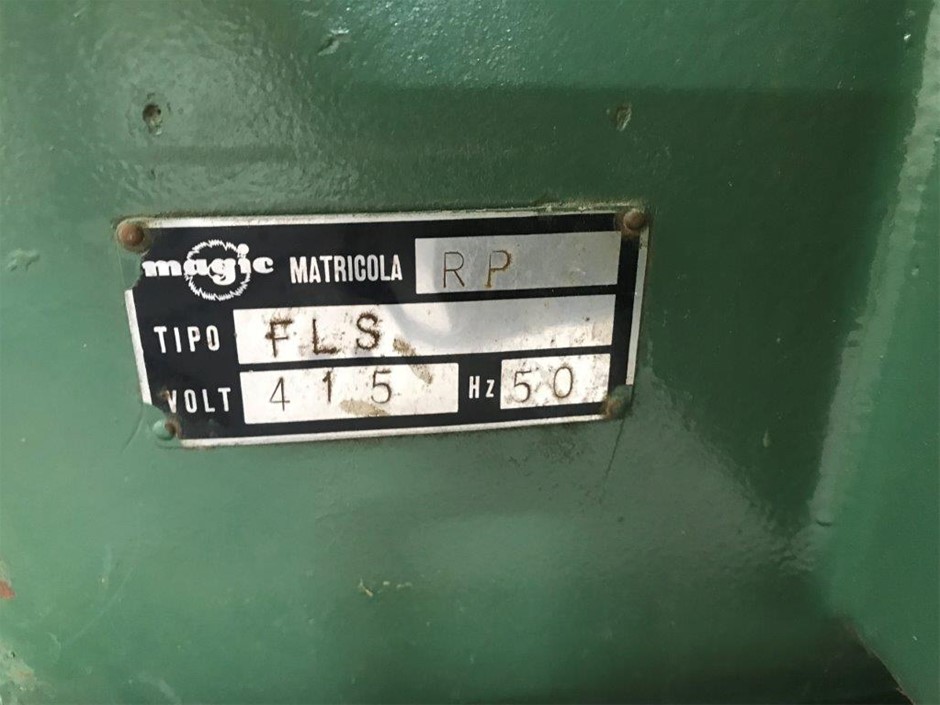 magic MATRICOLA RP
TIPO FLS
VOLT 415 Hz 50